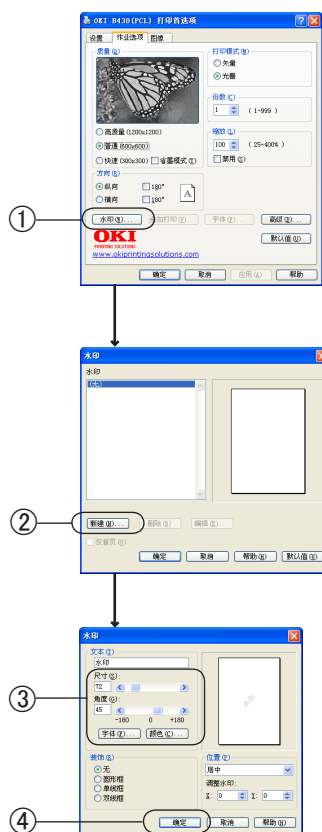 OKI B430(PCL) 打印首选项
设置 作业选项 图像
质量(Q)
打印模式(M)
矢量
光栅
份数(C)
1 (1-999 )
高质量(1200x1200)
普通(600x600)
快速(300x300) 省墨模式(T)
缩放(L)
100 (25-400% )
禁用(S)
方向(R)
纵向 180°
横向 180°
A
① 水印(W)... 字体(F)... 高级(D)...
OKI
PRINTING SOLUTIONS
www.okiprintingsolutions.com
默认值(U)
确定 取消 应用(A) 帮助
水印
水印
(无)
② 新建(N)... 删除(R) 编辑(E)...
仅首页(O)
确定 取消 帮助(H) 默认值(U)
水印
文本(T)
水印
③ 尺寸(S):
72
角度(G):
45
-180 0 +180
字体(F)... 颜色(C)...
水印
装饰(B)
无
圆形框
单线框
双线框
位置(P)
居中
调整水印:
X: 0 Y: 0
④ 确定 取消 帮助(H)